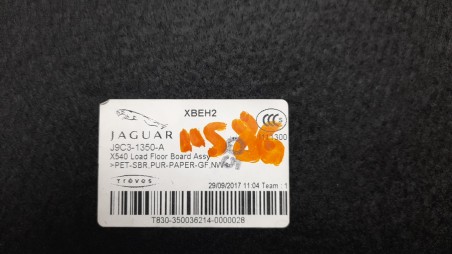 XBEH2
JAGUAR
J9C3-1350-A
X540 Load Floor Board Assy
>PET-SBR,PUR-PAPER-GF,NW
300
trèves
29/09/2017 11:04 Team : 1
T830-350036214-0000028